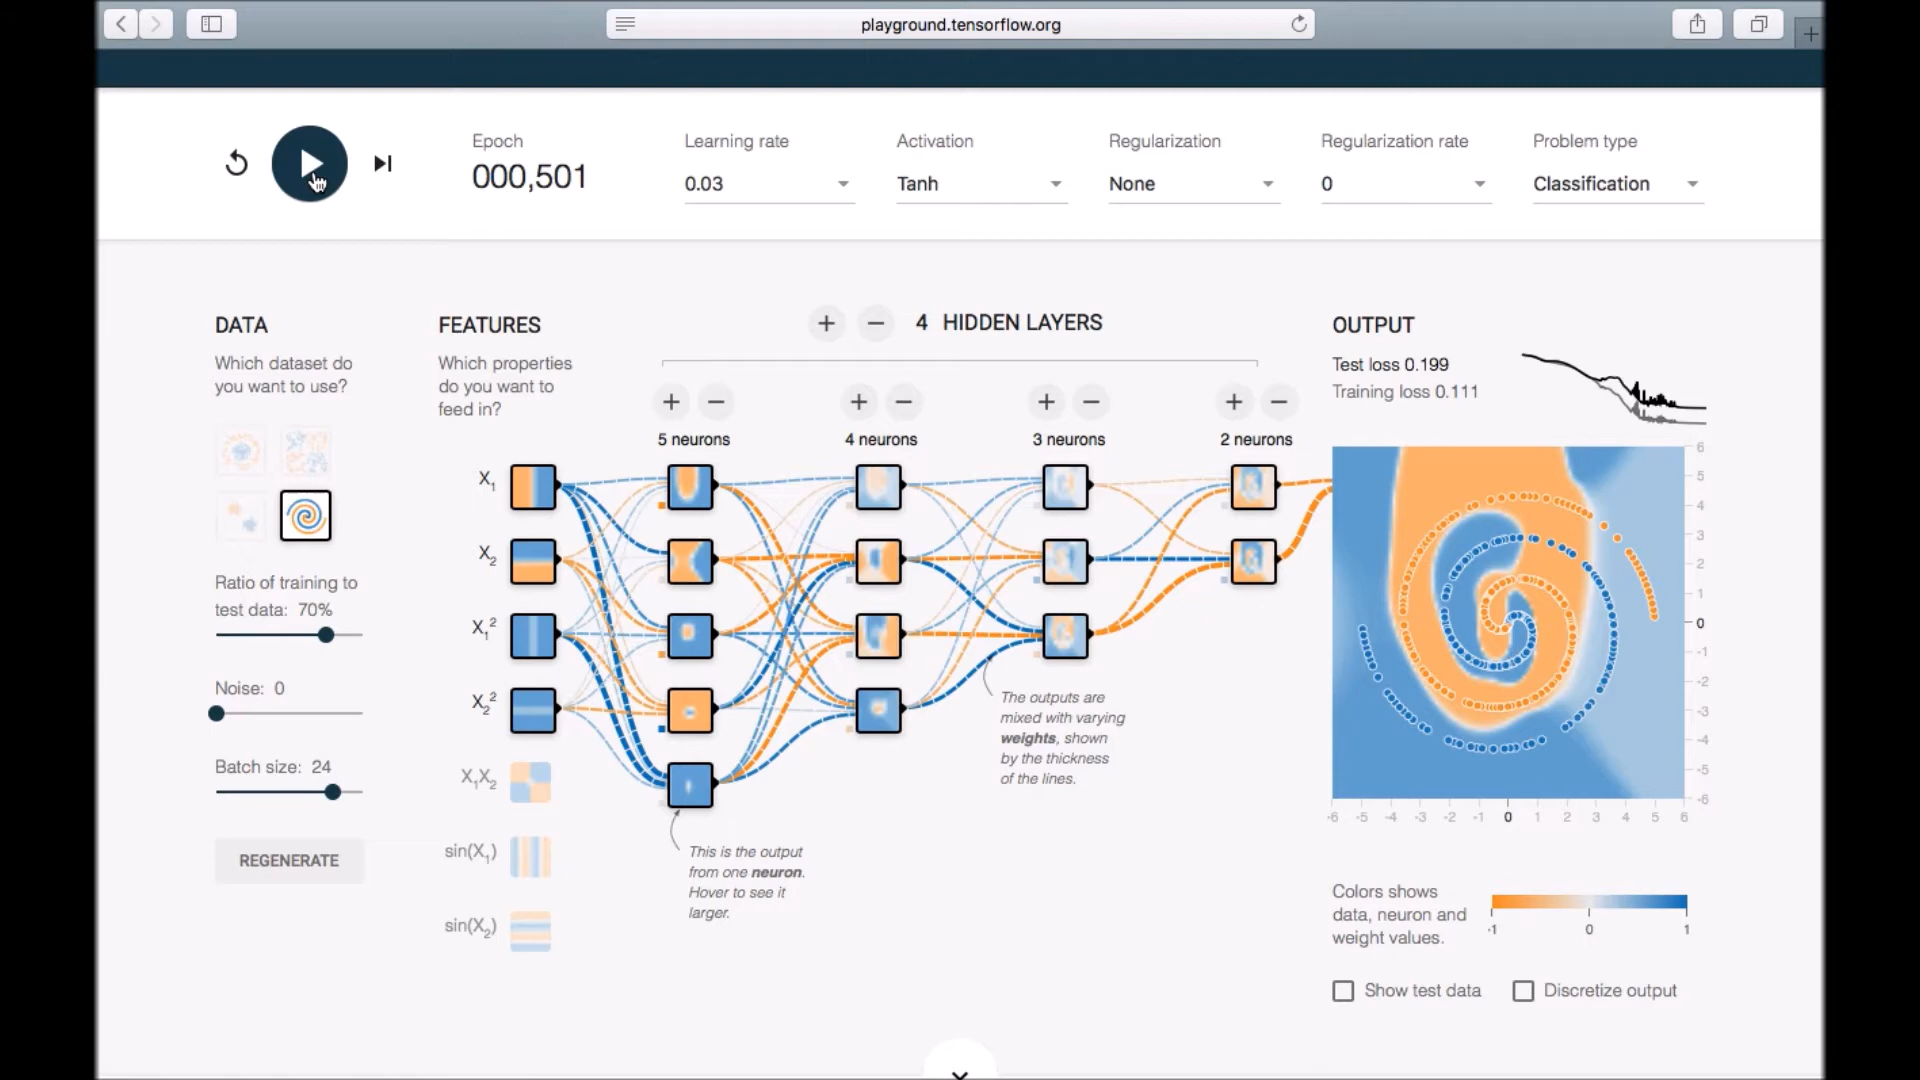 playground.tensorflow.org
Epoch
000,501
Learning rate
0.03
Activation
Tanh
Regularization
None
Regularization rate
0
Problem type
Classification
DATA
Which dataset do
you want to use?
Ratio of training to
test data: 70%
Noise: 0
Batch size: 24
REGENERATE
FEATURES
Which properties
do you want to
feed in?
X₁
X₂
X₁²
X₂²
X₁X₂
sin(X₁)
sin(X₂)
+ − 4 HIDDEN LAYERS
+ − + − + − + −
5 neurons 4 neurons 3 neurons 2 neurons
This is the output
from one neuron.
Hover to see it
larger.
The outputs are
mixed with varying
weights, shown
by the thickness
of the lines.
OUTPUT
Test loss 0.199
Training loss 0.111
6
5
4
3
2
1
0
-1
-2
-3
-4
-5
-6
-6 -5 -4 -3 -2 -1 0 1 2 3 4 5 6
Colors shows
data, neuron and
weight values.
-1 0 1
Show test data
Discretize output